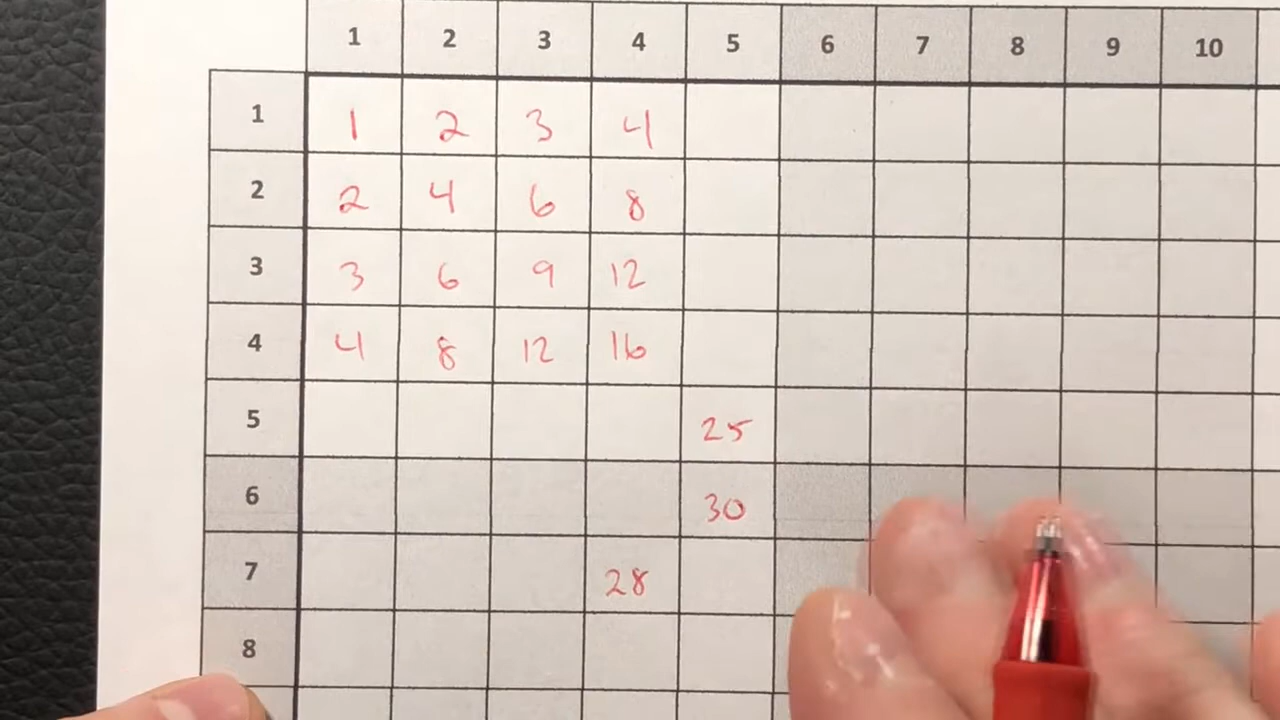 1 2 3 4 5 6 7 8 9 10
1 1 2 3 4
2 2 4 6 8
3 3 6 9 12
4 4 8 12 16
5 25
6 30
7 28
8